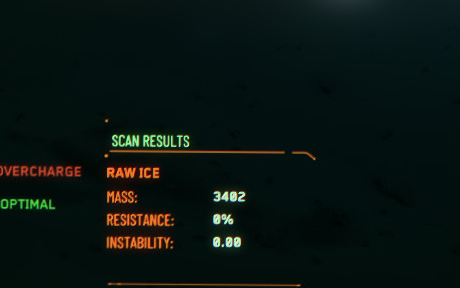 SCAN RESULTS
OVERCHARGE
RAW ICE
MASS: 3402
OPTIMAL
RESISTANCE: 0%
INSTABILITY: 0.00